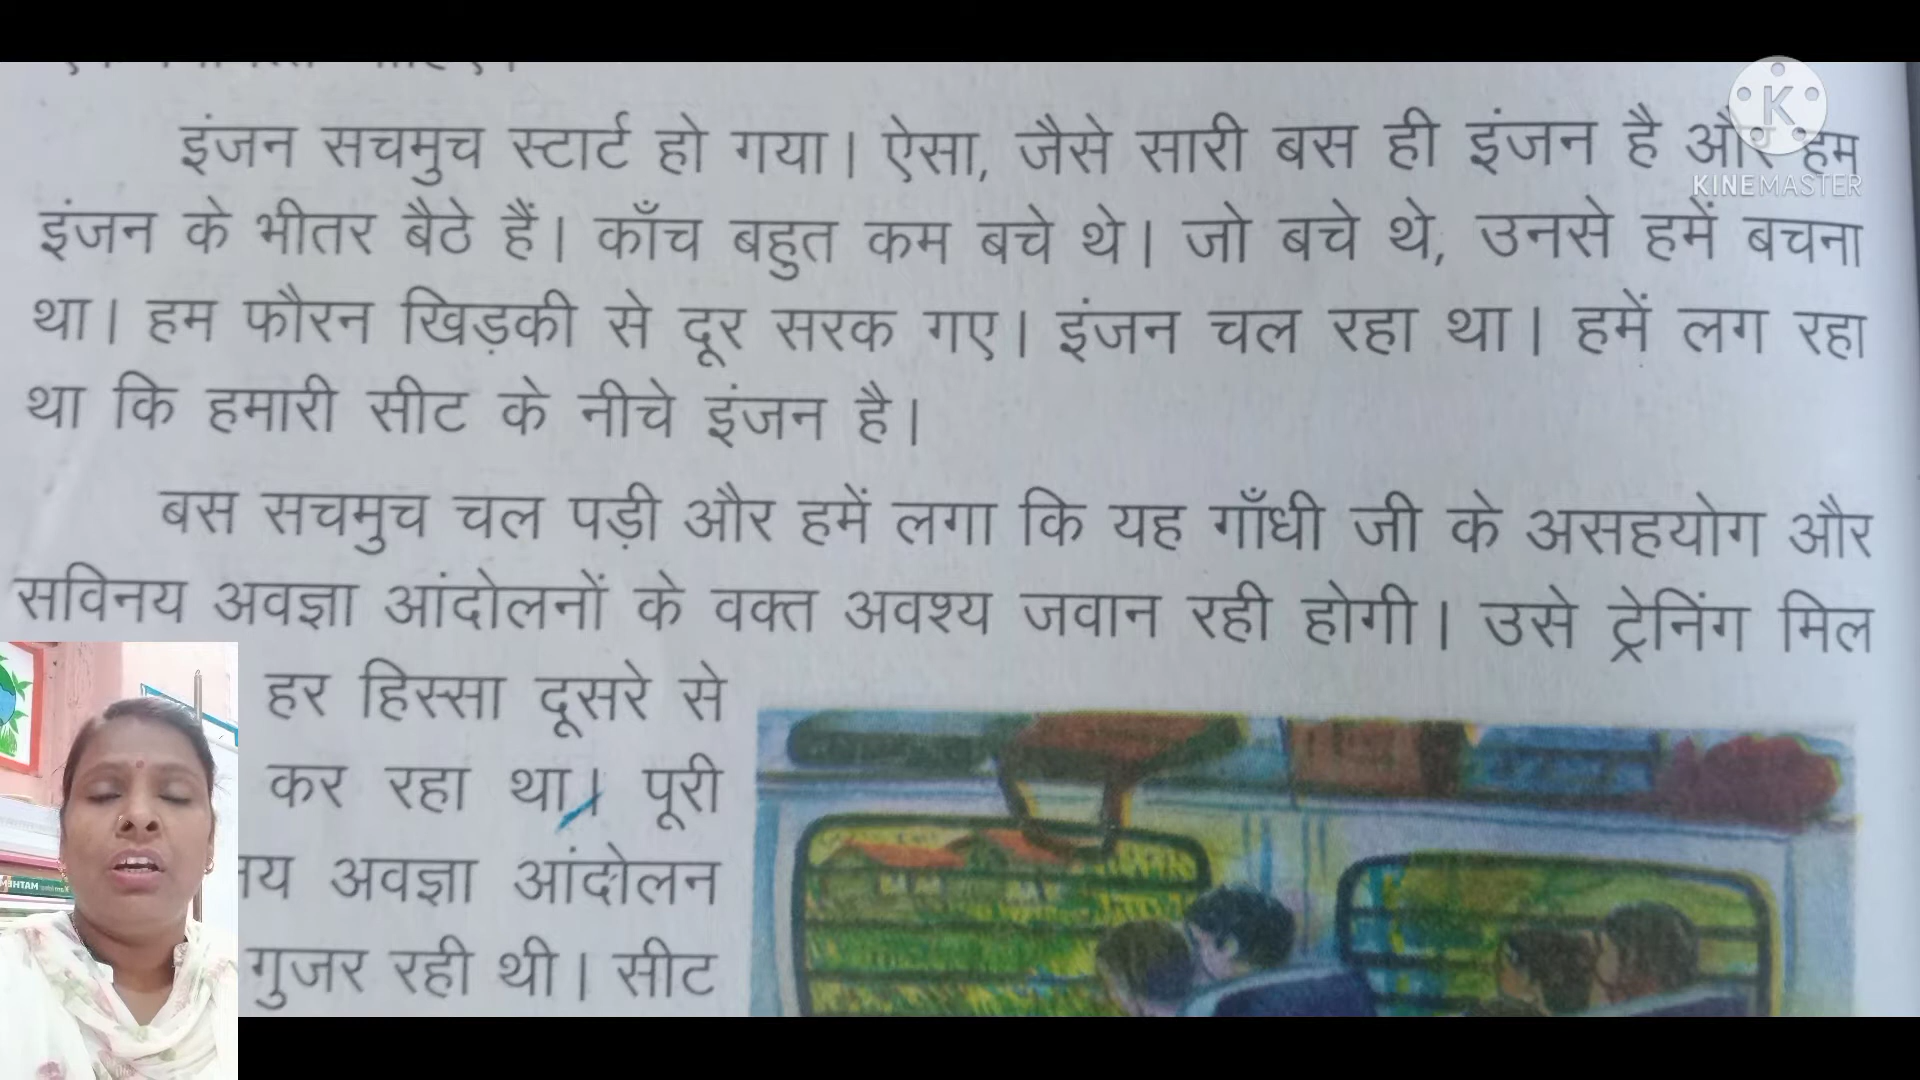 इंजन सचमुच स्टार्ट हो गया। ऐसा, जैसे सारी बस ही इंजन है और हम
इंजन के भीतर बैठे हैं। काँच बहुत कम बचे थे। जो बचे थे, उनसे हमें बचना
था। हम फौरन खिड़की से दूर सरक गए। इंजन चल रहा था। हमें लग रहा
था कि हमारी सीट के नीचे इंजन है।
बस सचमुच चल पड़ी और हमें लगा कि यह गाँधी जी के असहयोग और
सविनय अवज्ञा आंदोलनों के वक्त अवश्य जवान रही होगी। उसे ट्रेनिंग मिल
हर हिस्सा दूसरे से
कर रहा था। पूरी
अवज्ञा आंदोलन
गुजर रही थी। सीट
K
KINEMASTER